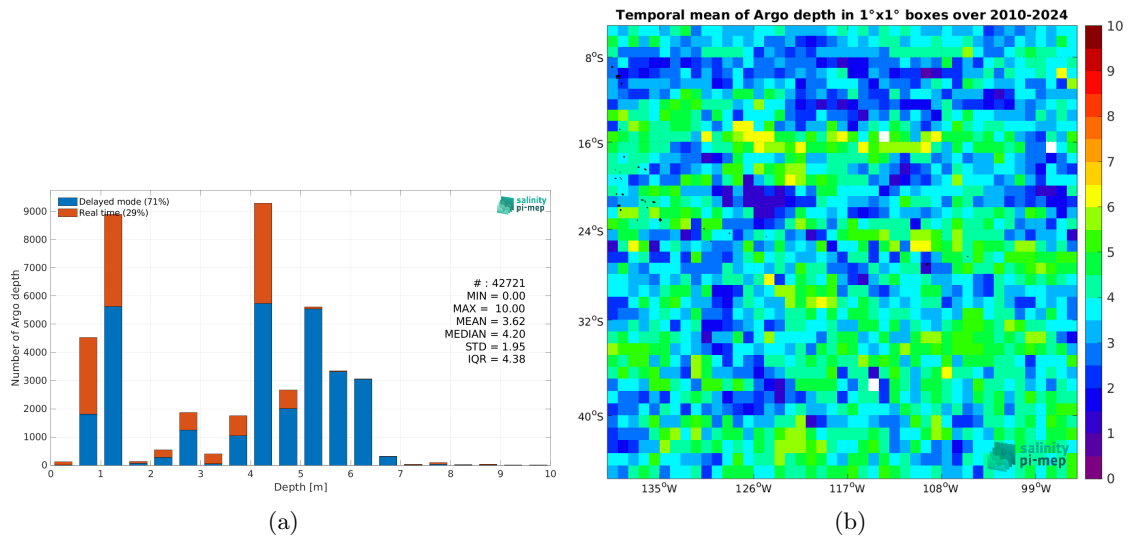 Temporal mean of Argo depth in 1°x1° boxes over 2010-2024
Delayed mode (71%)
Real time (29%)
salinity
pi-mep
# : 42721
MIN = 0.00
MAX = 10.00
MEAN = 3.62
MEDIAN = 4.20
STD = 1.95
IQR = 4.38
Number of Argo depth
9000
8000
7000
6000
5000
4000
3000
2000
1000
0
0 1 2 3 4 5 6 7 8 9 10
Depth [m]
(a)
8°S
16°S
24°S
32°S
40°S
135°W 126°W 117°W 108°W 99°W
salinity
pi-mep
10
9
8
7
6
5
4
3
2
1
0
(b)